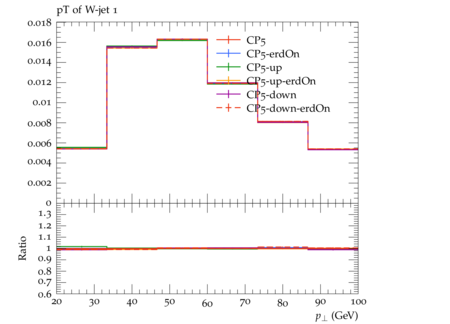 pT of W-jet 1
0.018
0.016
0.014
0.012
0.01
0.008
0.006
0.004
0.002
0
CP5
CP5-erdOn
CP5-up
CP5-up-erdOn
CP5-down
CP5-down-erdOn
1.3
1.2
1.1
1
0.9
0.8
0.7
0.6
Ratio
20 30 40 50 60 70 80 90 100
p⊥ (GeV)